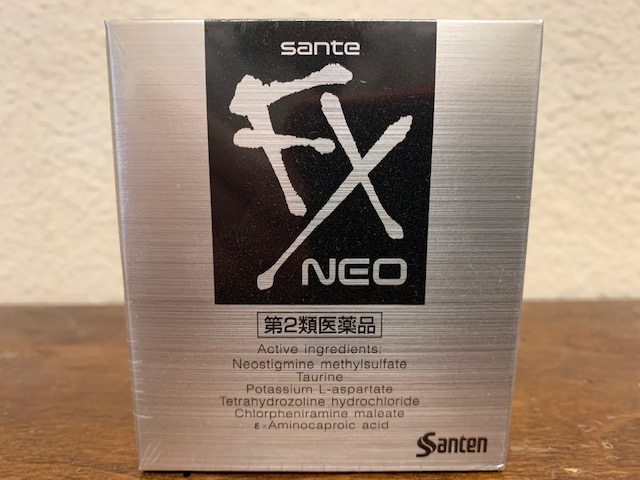 sante
FX
NEO
第2類医薬品
Active ingredients:
Neostigmine methylsulfate
Taurine
Potassium L-aspartate
Tetrahydrozoline hydrochloride
Chlorpheniramine maleate
ε-Aminocaproic acid
Santen